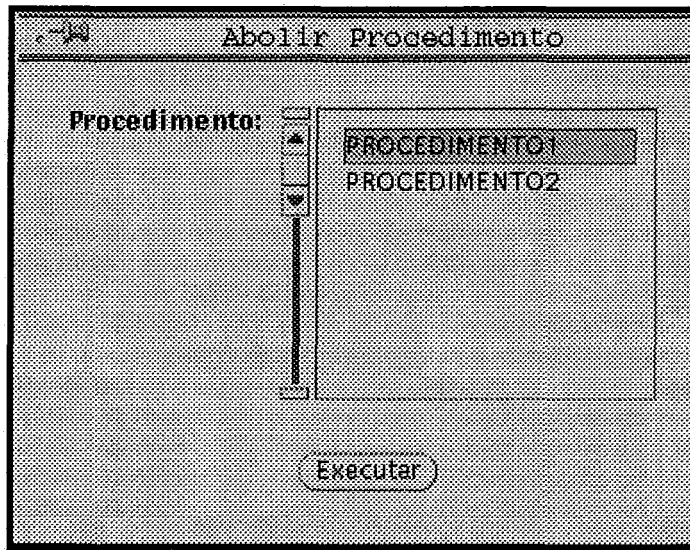 Abolir Procedimento
Procedimento:
PROCEDIMENTO1
PROCEDIMENTO2
Executar